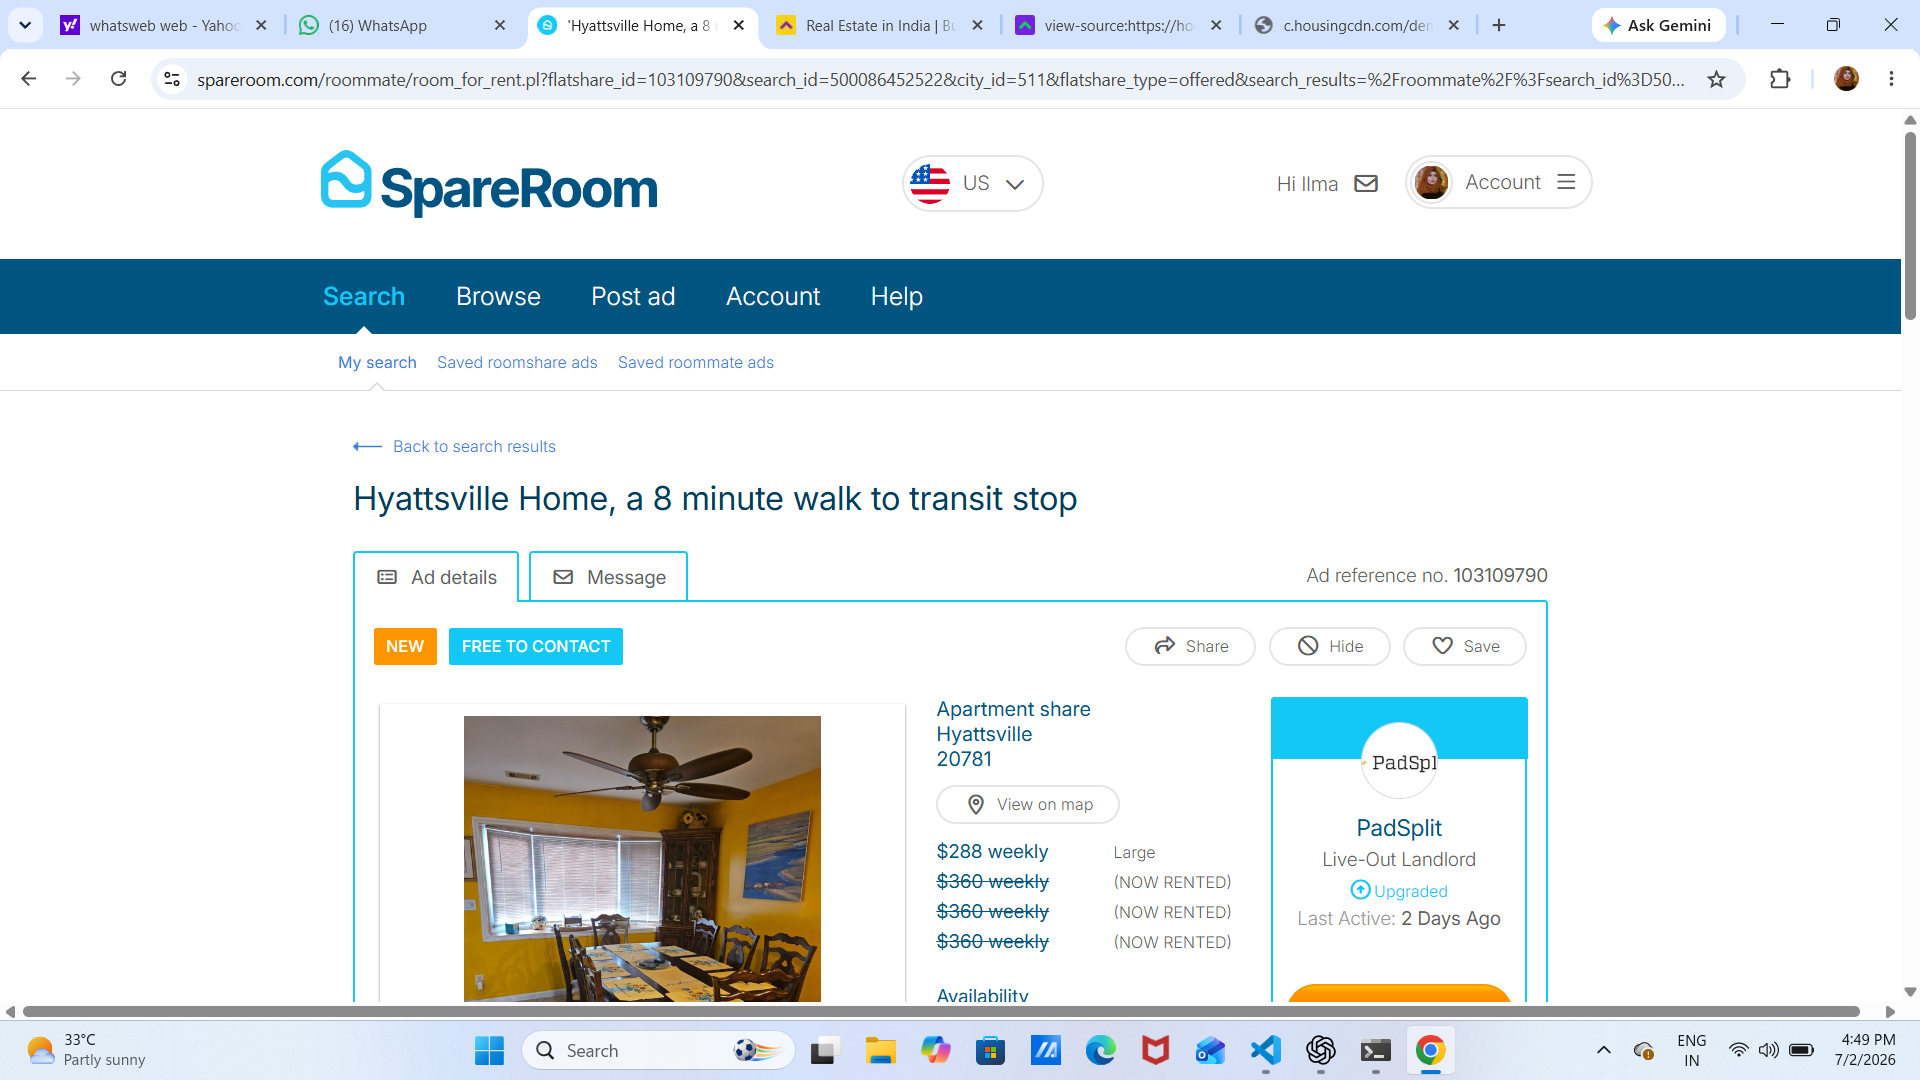 whatsweb web - Yahoo
(16) WhatsApp
'Hyattsville Home, a 8
Real Estate in India | Bu
view-source:https://ho
c.housingcdn.com/den
Ask Gemini
spareroom.com/roommate/room_for_rent.pl?flatshare_id=103109790&search_id=500086452522&city_id=511&flatshare_type=offered&search_results=%2Froommate%2F%3Fsearch_id%3D50...
SpareRoom
US
Hi Ilma
Account
Search
Browse
Post ad
Account
Help
My search
Saved roomshare ads
Saved roommate ads
Back to search results
Hyattsville Home, a 8 minute walk to transit stop
Ad details
Message
Ad reference no. 103109790
NEW
FREE TO CONTACT
Share
Hide
Save
Apartment share
Hyattsville
20781
View on map
$288 weekly Large
$360 weekly (NOW RENTED)
$360 weekly (NOW RENTED)
$360 weekly (NOW RENTED)
Availability
PadSpl
PadSplit
Live-Out Landlord
Upgraded
Last Active: 2 Days Ago
33°C
Partly sunny
Search
ENG
IN
4:49 PM
7/2/2026